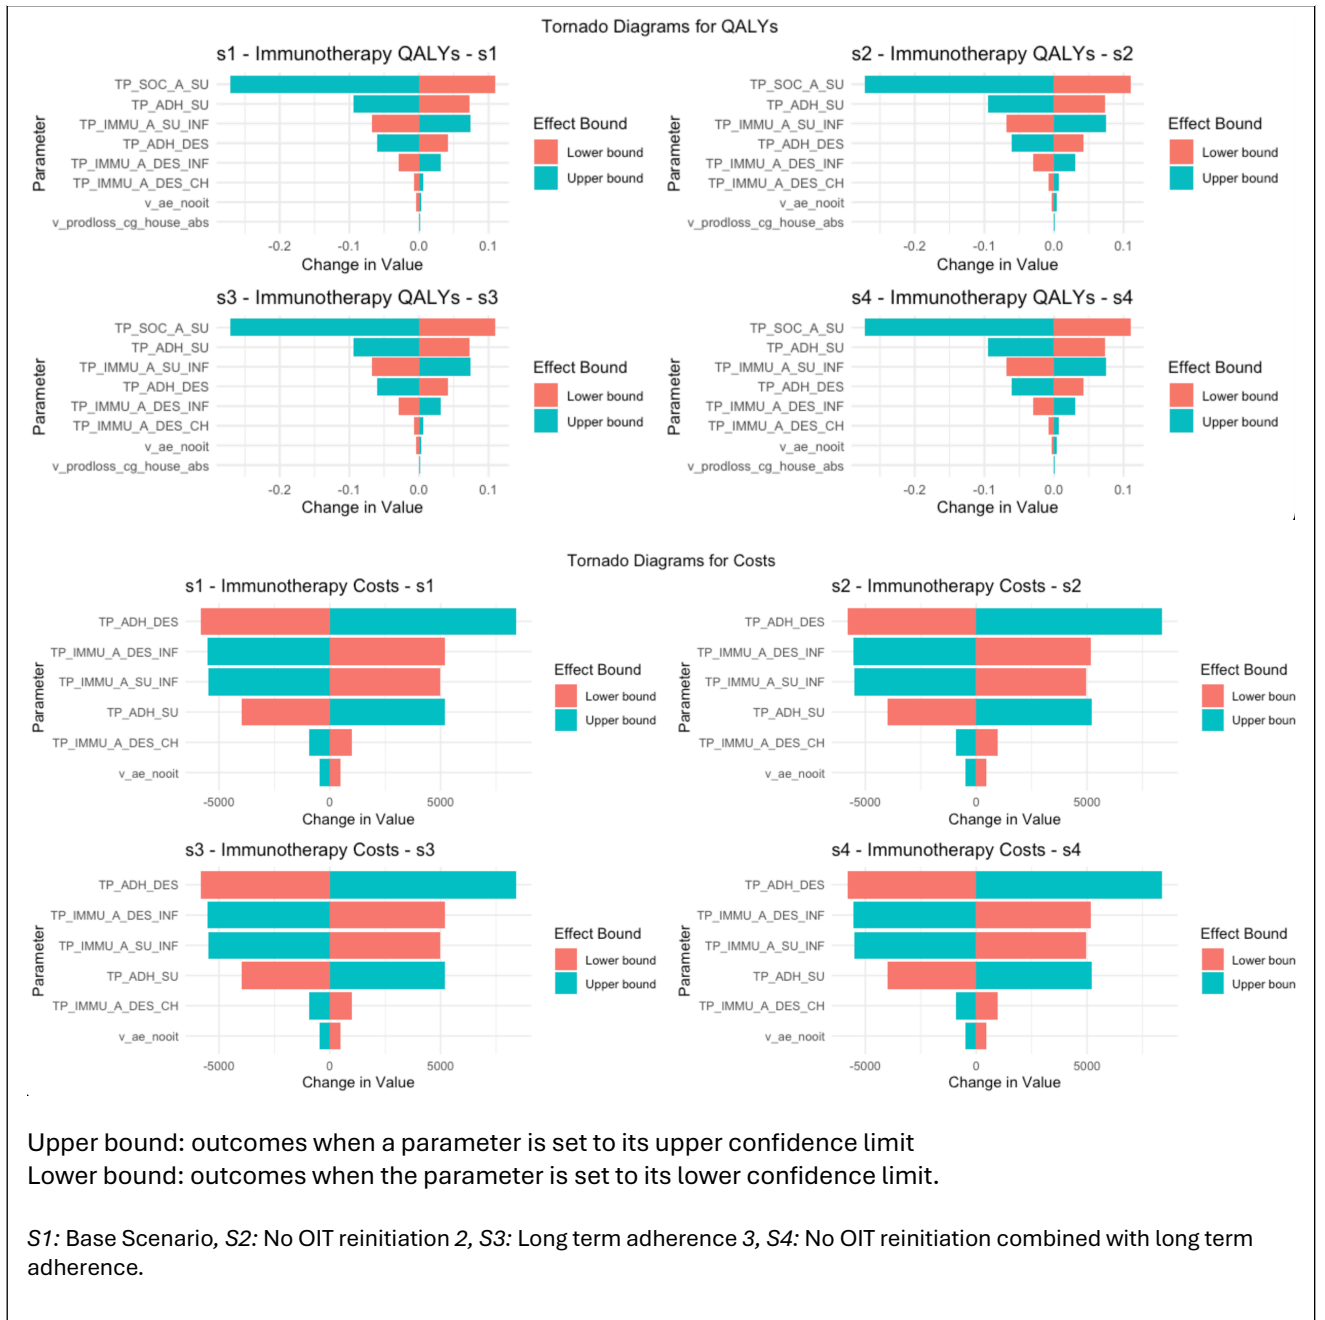 Tornado Diagrams for QALYs
s1 - Immunotherapy QALYs - s1
TP_SOC_A_SU
TP_ADH_SU
TP_IMMU_A_SU_INF
TP_ADH_DES
TP_IMMU_A_DES_INF
TP_IMMU_A_DES_CH
v_ae_nooit
v_prodloss_cg_house_abs
Parameter
-0.2 -0.1 0.0 0.1
Change in Value
Effect Bound
Lower bound
Upper bound
s2 - Immunotherapy QALYs - s2
TP_SOC_A_SU
TP_ADH_SU
TP_IMMU_A_SU_INF
TP_ADH_DES
TP_IMMU_A_DES_INF
TP_IMMU_A_DES_CH
v_ae_nooit
v_prodloss_cg_house_abs
Parameter
-0.2 -0.1 0.0 0.1
Change in Value
Effect Bound
Lower bound
Upper bound
s3 - Immunotherapy QALYs - s3
TP_SOC_A_SU
TP_ADH_SU
TP_IMMU_A_SU_INF
TP_ADH_DES
TP_IMMU_A_DES_INF
TP_IMMU_A_DES_CH
v_ae_nooit
v_prodloss_cg_house_abs
Parameter
-0.2 -0.1 0.0 0.1
Change in Value
Effect Bound
Lower bound
Upper bound
s4 - Immunotherapy QALYs - s4
TP_SOC_A_SU
TP_ADH_SU
TP_IMMU_A_SU_INF
TP_ADH_DES
TP_IMMU_A_DES_INF
TP_IMMU_A_DES_CH
v_ae_nooit
v_prodloss_cg_house_abs
Parameter
-0.2 -0.1 0.0 0.1
Change in Value
Effect Bound
Lower bound
Upper bound
Tornado Diagrams for Costs
s1 - Immunotherapy Costs - s1
TP_ADH_DES
TP_IMMU_A_DES_INF
TP_IMMU_A_SU_INF
TP_ADH_SU
TP_IMMU_A_DES_CH
v_ae_nooit
Parameter
-5000 0 5000
Change in Value
Effect Bound
Lower bound
Upper bound
s2 - Immunotherapy Costs - s2
TP_ADH_DES
TP_IMMU_A_DES_INF
TP_IMMU_A_SU_INF
TP_ADH_SU
TP_IMMU_A_DES_CH
v_ae_nooit
Parameter
-5000 0 5000
Change in Value
Effect Bound
Lower boun
Upper boun
s3 - Immunotherapy Costs - s3
TP_ADH_DES
TP_IMMU_A_DES_INF
TP_IMMU_A_SU_INF
TP_ADH_SU
TP_IMMU_A_DES_CH
v_ae_nooit
Parameter
-5000 0 5000
Change in Value
Effect Bound
Lower bound
Upper bound
s4 - Immunotherapy Costs - s4
TP_ADH_DES
TP_IMMU_A_DES_INF
TP_IMMU_A_SU_INF
TP_ADH_SU
TP_IMMU_A_DES_CH
v_ae_nooit
Parameter
-5000 0 5000
Change in Value
Effect Bound
Lower boun
Upper boun
Upper bound: outcomes when a parameter is set to its upper confidence limit
Lower bound: outcomes when the parameter is set to its lower confidence limit.
S1: Base Scenario, S2: No OIT reinitiation 2, S3: Long term adherence 3, S4: No OIT reinitiation combined with long term
adherence.